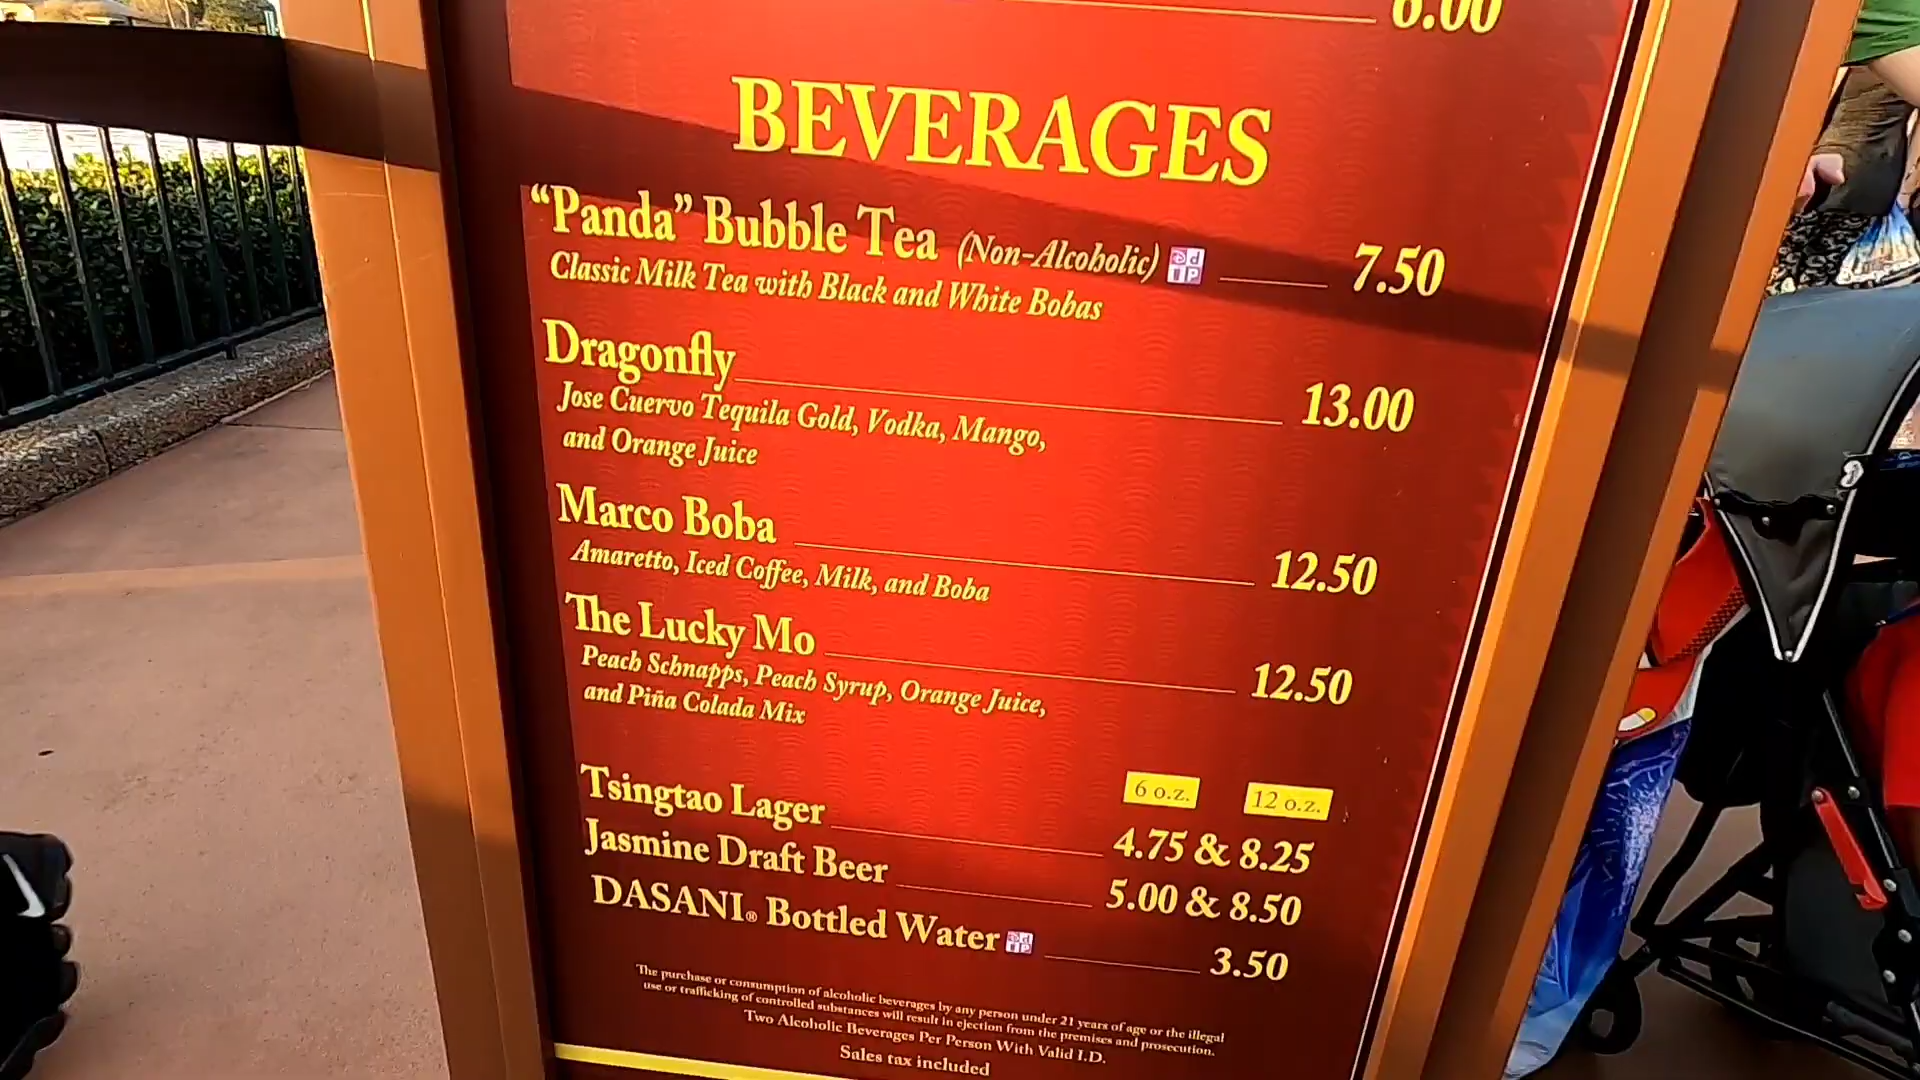 6.00
BEVERAGES
“Panda” Bubble Tea (Non-Alcoholic) 7.50
Classic Milk Tea with Black and White Bobas
Dragonfly 13.00
Jose Cuervo Tequila Gold, Vodka, Mango,
and Orange Juice
Marco Boba 12.50
Amaretto, Iced Coffee, Milk, and Boba
The Lucky Mo 12.50
Peach Schnapps, Peach Syrup, Orange Juice,
and Piña Colada Mix
6 o.z. 12 o.z.
Tsingtao Lager 4.75 & 8.25
Jasmine Draft Beer 5.00 & 8.50
DASANI® Bottled Water 3.50
The purchase or consumption of alcoholic beverages by any person under 21 years of age or the illegal
use or trafficking of controlled substances will result in ejection from the premises and prosecution.
Two Alcoholic Beverages Per Person With Valid I.D.
Sales tax included